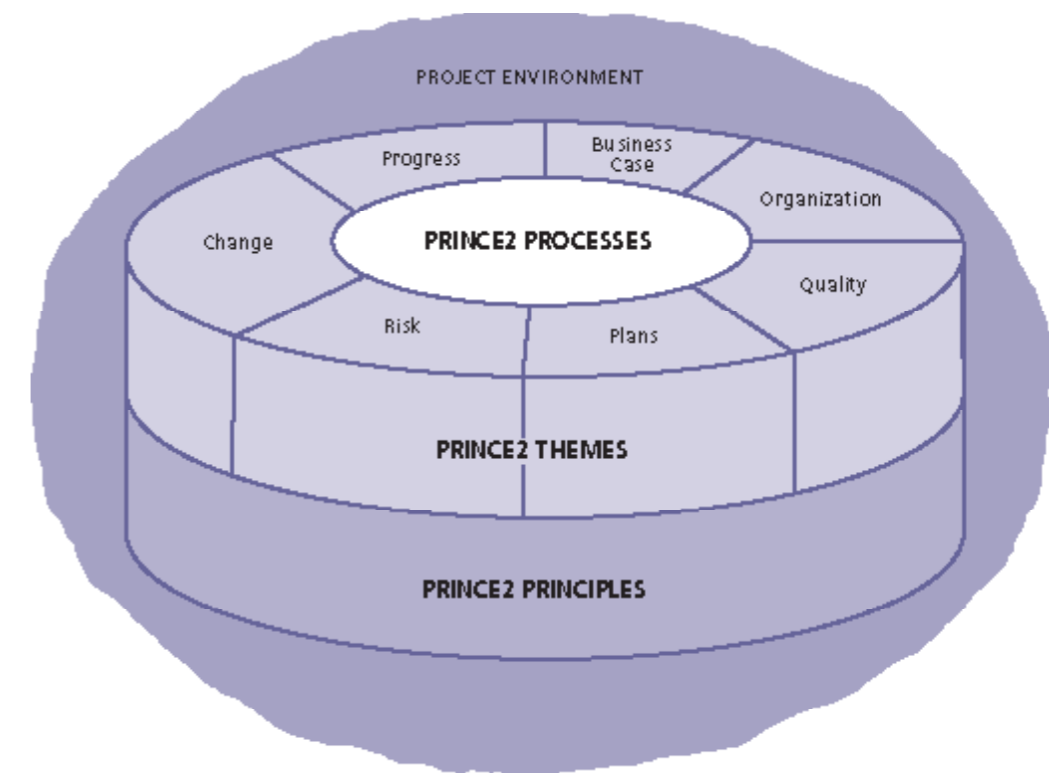 PROJECT ENVIRONMENT
Progress
Business
Case
Organization
Change
PRINCE2 PROCESSES
Quality
Risk
Plans
PRINCE2 THEMES
PRINCE2 PRINCIPLES